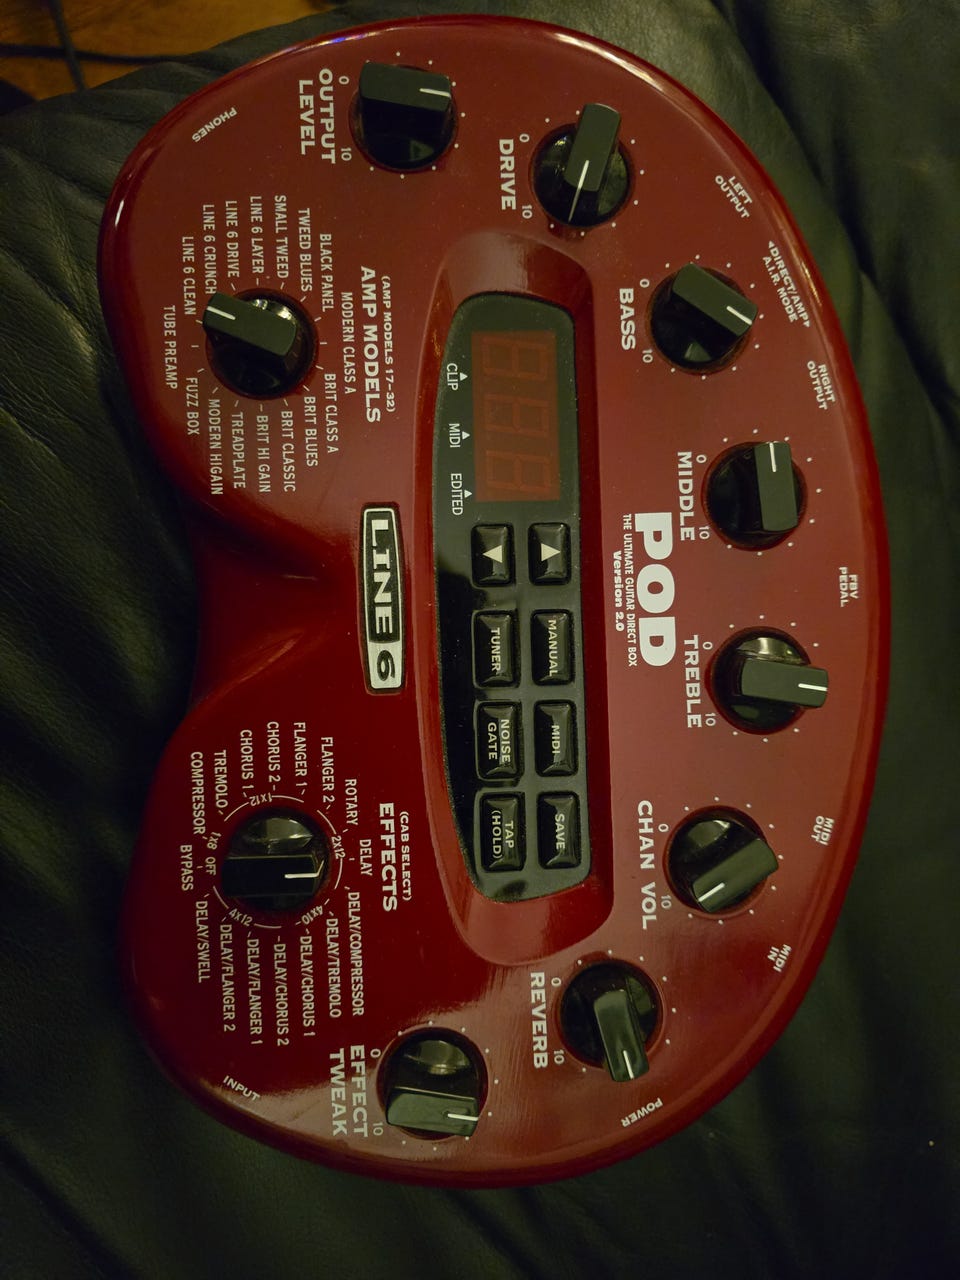 LEFT
OUTPUT
◄DIRECT/AMP►
A.I.R. MODE
RIGHT
OUTPUT
FBV
PEDAL
MIDI
OUT
MIDI
IN
POWER
0 10
DRIVE
0 10
BASS
0 10
MIDDLE
0 10
TREBLE
0 10
CHAN VOL
0 10
REVERB
POD
THE ULTIMATE GUITAR DIRECT BOX
Version 2.0
MANUAL
MIDI
SAVE
TUNER
NOISE
GATE
TAP
(HOLD)
CLIP
MIDI
EDITED
PHONES
0 10
OUTPUT
LEVEL
(AMP MODELS 17-32)
AMP MODELS
TUBE PREAMP
LINE 6 CLEAN
LINE 6 CRUNCH
LINE 6 DRIVE
LINE 6 LAYER
SMALL TWEED
TWEED BLUES
BLACK PANEL
MODERN CLASS A
BRIT CLASS A
BRIT BLUES
BRIT CLASSIC
BRIT HI GAIN
TREADPLATE
MODERN HIGAIN
FUZZ BOX
LINE 6
(CAB SELECT)
EFFECTS
BYPASS
COMPRESSOR
TREMOLO
CHORUS 1
CHORUS 2
FLANGER 1
FLANGER 2
ROTARY
DELAY
DELAY/COMPRESSOR
DELAY/TREMOLO
DELAY/CHORUS 1
DELAY/CHORUS 2
DELAY/FLANGER 1
DELAY/FLANGER 2
DELAY/SWELL
OFF
1x8
1x12
2x12
4x10
4x12
0 10
EFFECT
TWEAK
INPUT